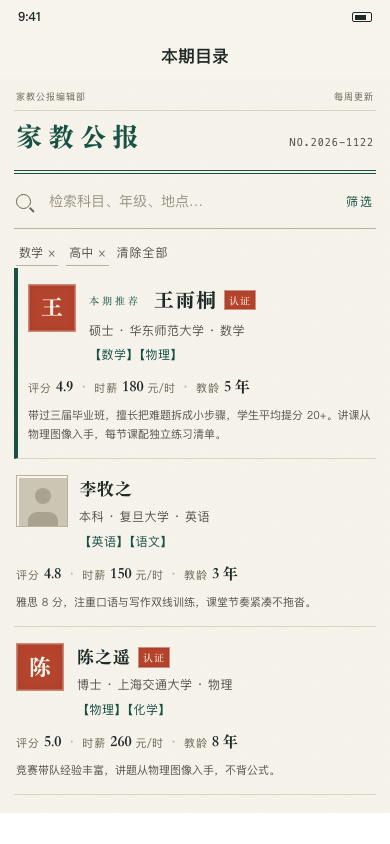 9:41
本期目录
家教公报编辑部 每周更新
家教公报 NO.2026-1122
检索科目、年级、地点… 筛选
数学 × 高中 × 清除全部
王 本期推荐 王雨桐 认证
硕士 · 华东师范大学 · 数学
【数学】【物理】
评分 4.9 · 时薪 180 元/时 · 教龄 5 年
带过三届毕业班，擅长把难题拆成小步骤，学生平均提分 20+。讲课从
物理图像入手，每节课配独立练习清单。
李牧之
本科 · 复旦大学 · 英语
【英语】【语文】
评分 4.8 · 时薪 150 元/时 · 教龄 3 年
雅思 8 分，注重口语与写作双线训练，课堂节奏紧凑不拖沓。
陈 陈之遥 认证
博士 · 上海交通大学 · 物理
【物理】【化学】
评分 5.0 · 时薪 260 元/时 · 教龄 8 年
竞赛带队经验丰富，讲题从物理图像入手，不背公式。